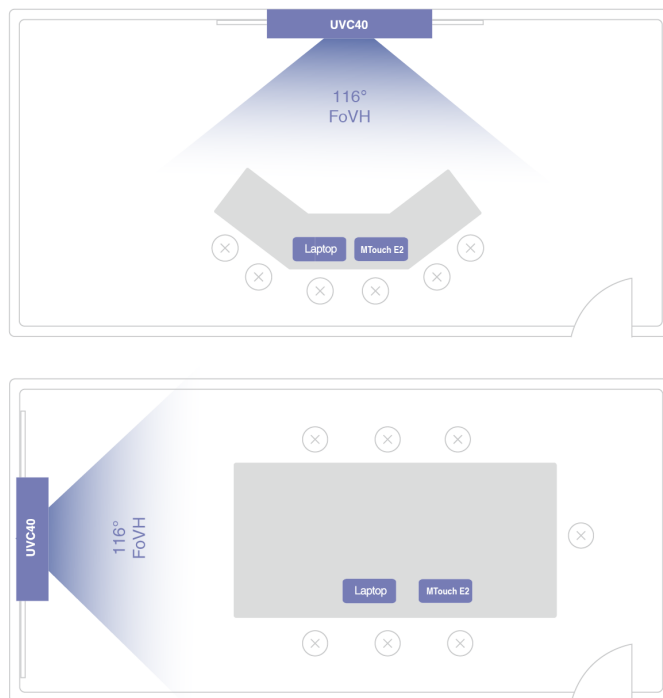 UVC40
116°
FoVH
Laptop
MTouch E2
UVC40
116°
FoVH
Laptop
MTouch E2